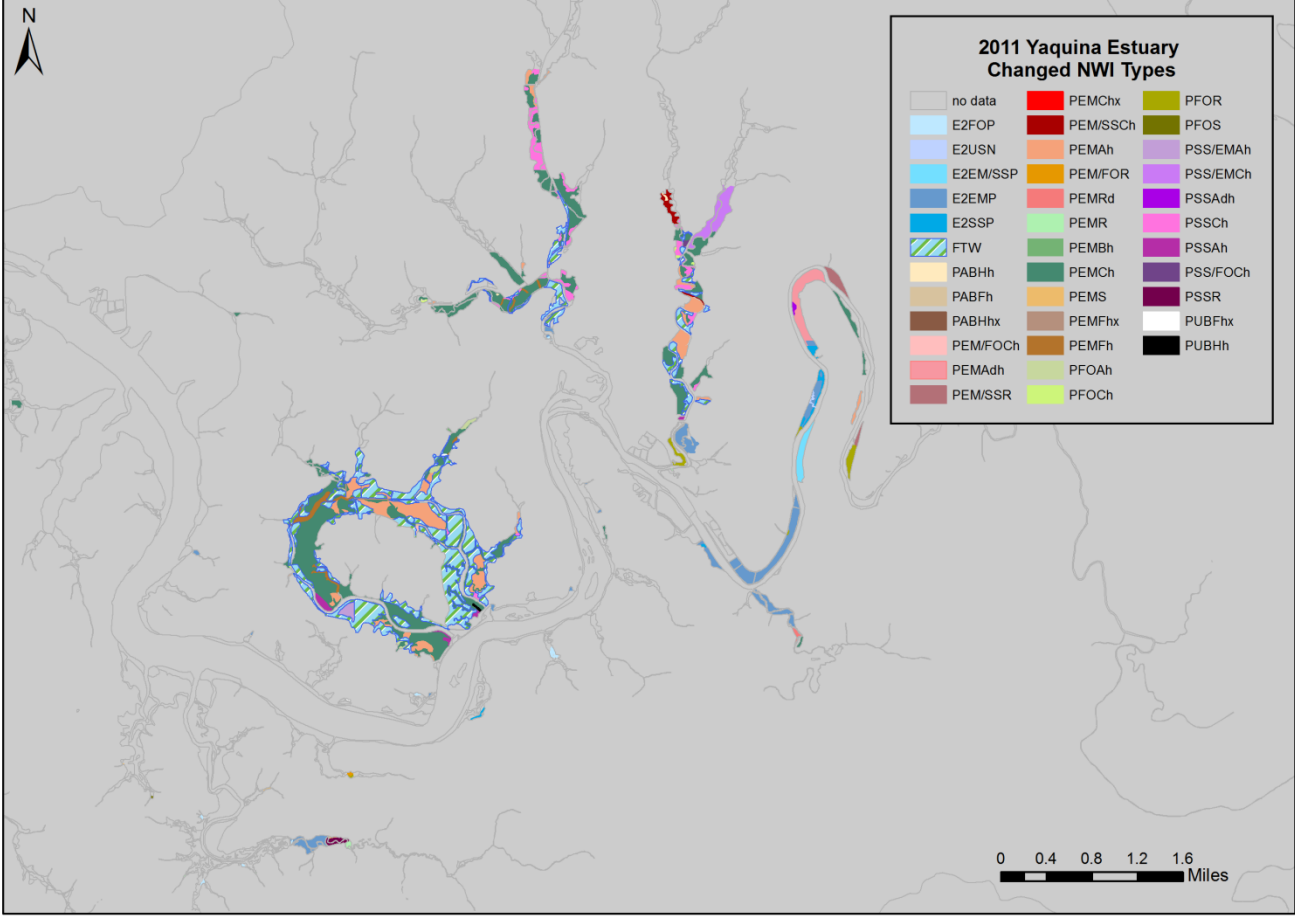 N
2011 Yaquina Estuary
Changed NWI Types
no data
E2FOP
E2USN
E2EM/SSP
E2EMP
E2SSP
FTW
PABHh
PABFh
PABHhx
PEM/FOCh
PEMAdh
PEM/SSR
PEMChx
PEM/SSCh
PEMAh
PEM/FOR
PEMRd
PEMR
PEMBh
PEMCh
PEMS
PEMFhx
PEMFh
PFOAh
PFOCh
PFOR
PFOS
PSS/EMAh
PSS/EMCh
PSSAdh
PSSCh
PSSAh
PSS/FOCh
PSSR
PUBFhx
PUBHh
0 0.4 0.8 1.2 1.6
Miles